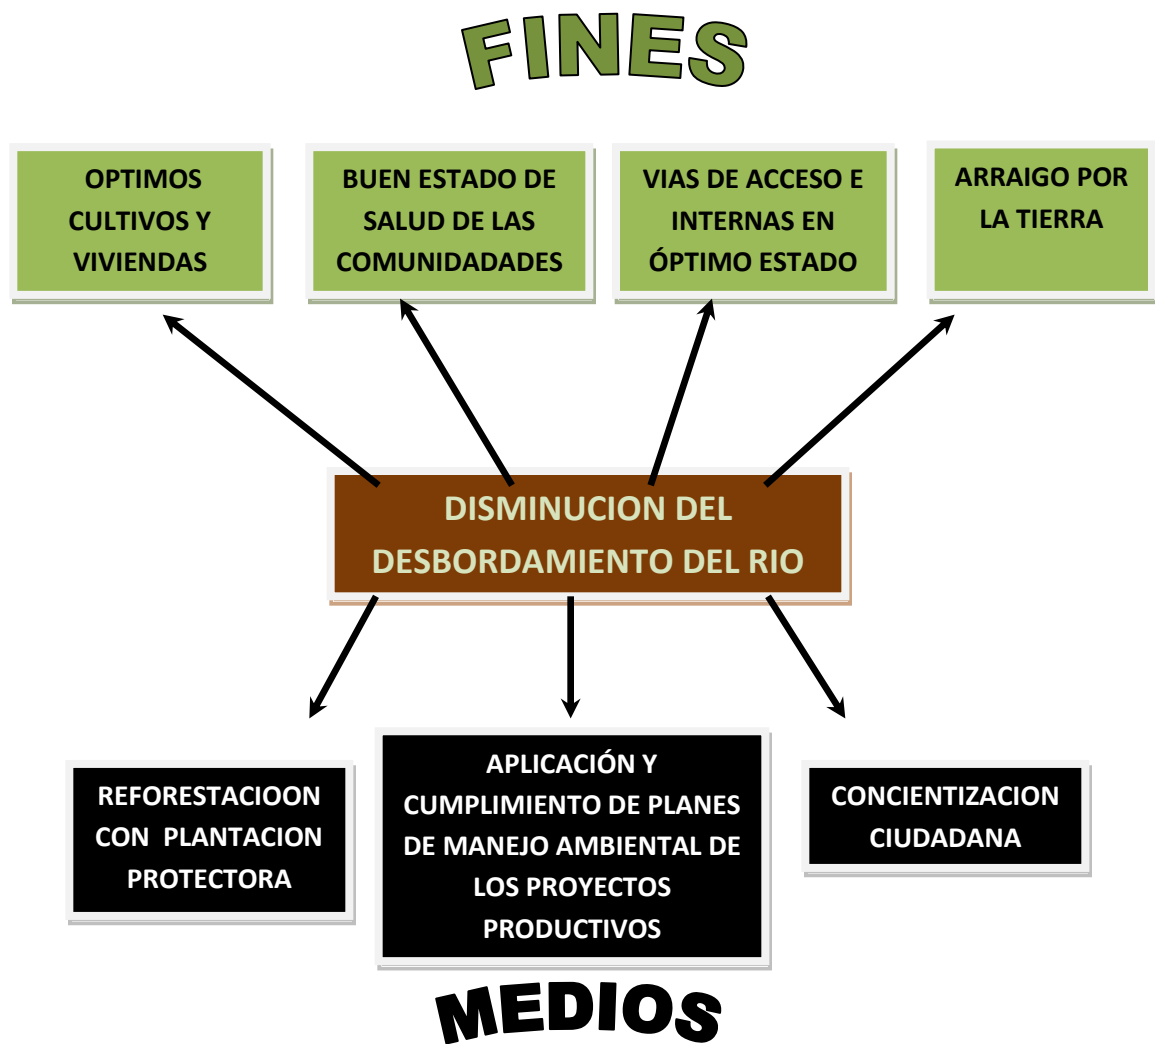 FINES
OPTIMOS
CULTIVOS Y
VIVIENDAS
BUEN ESTADO DE
SALUD DE LAS
COMUNIDADADES
VIAS DE ACCESO E
INTERNAS EN
ÓPTIMO ESTADO
ARRAIGO POR
LA TIERRA
DISMINUCION DEL
DESBORDAMIENTO DEL RIO
REFORESTACIOON
CON PLANTACION
PROTECTORA
APLICACIÓN Y
CUMPLIMIENTO DE PLANES
DE MANEJO AMBIENTAL DE
LOS PROYECTOS
PRODUCTIVOS
CONCIENTIZACION
CIUDADANA
MEDIOS